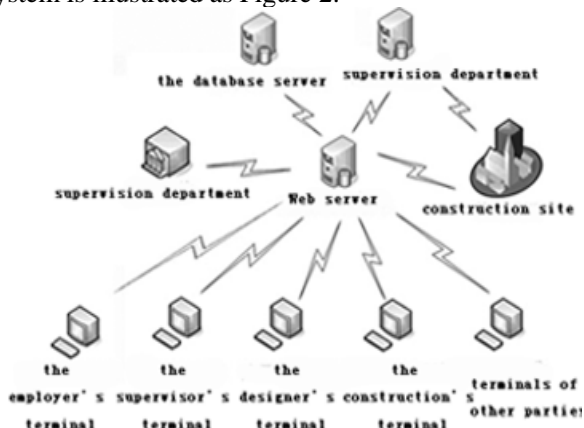 ystem is illustrated as Figure 2.
the database server
supervision department
supervision department
Web server
construction site
the the the the
employer's supervisor's designer's construction's terminals of
terminal terminal terminal terminal other parties